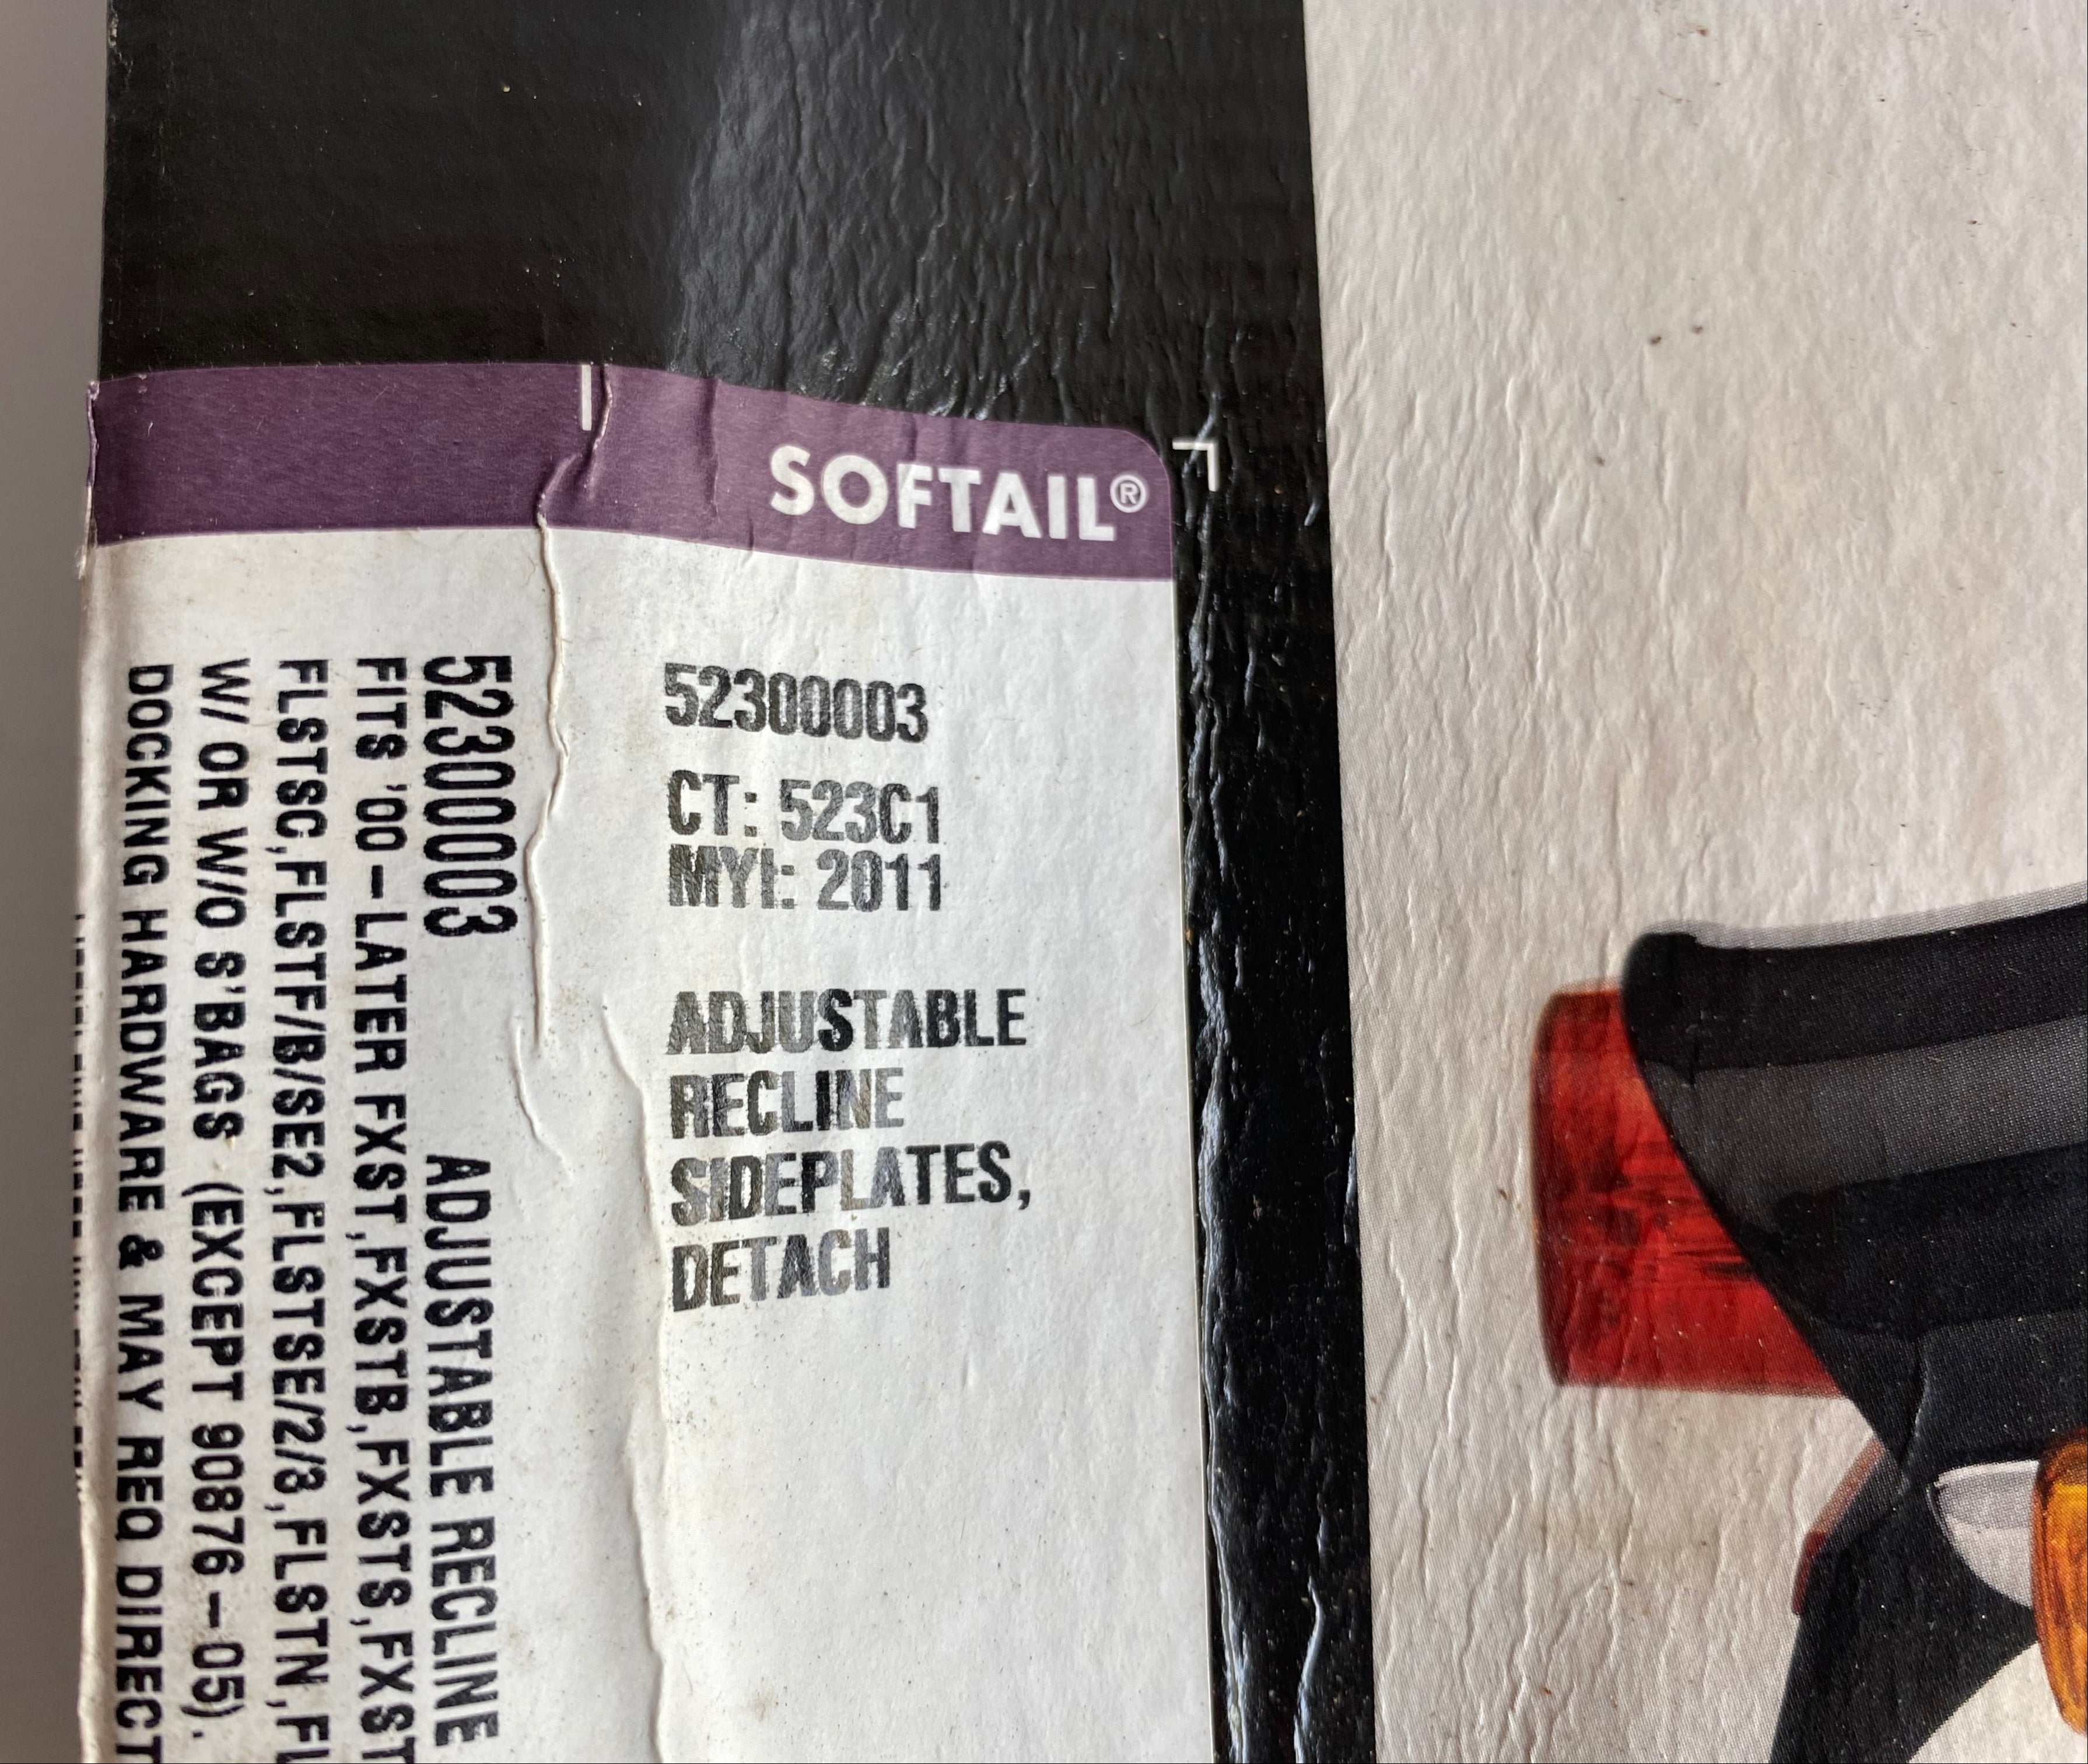 SOFTAIL®
52300003
CT: 523C1
MYI: 2011
ADJUSTABLE
RECLINE
SIDEPLATES,
DETACH
52300003 ADJUSTABLE RECLINE
FITS '00-LATER FXST,FXSTB,FXSTS,FXST
FLSTSC,FLSTF/B/SE2,FLSTSE/2/3,FLSTN,FL
W/ OR W/O S'BAGS (EXCEPT 90876-05).
DOCKING HARDWARE & MAY REQ DIRECT